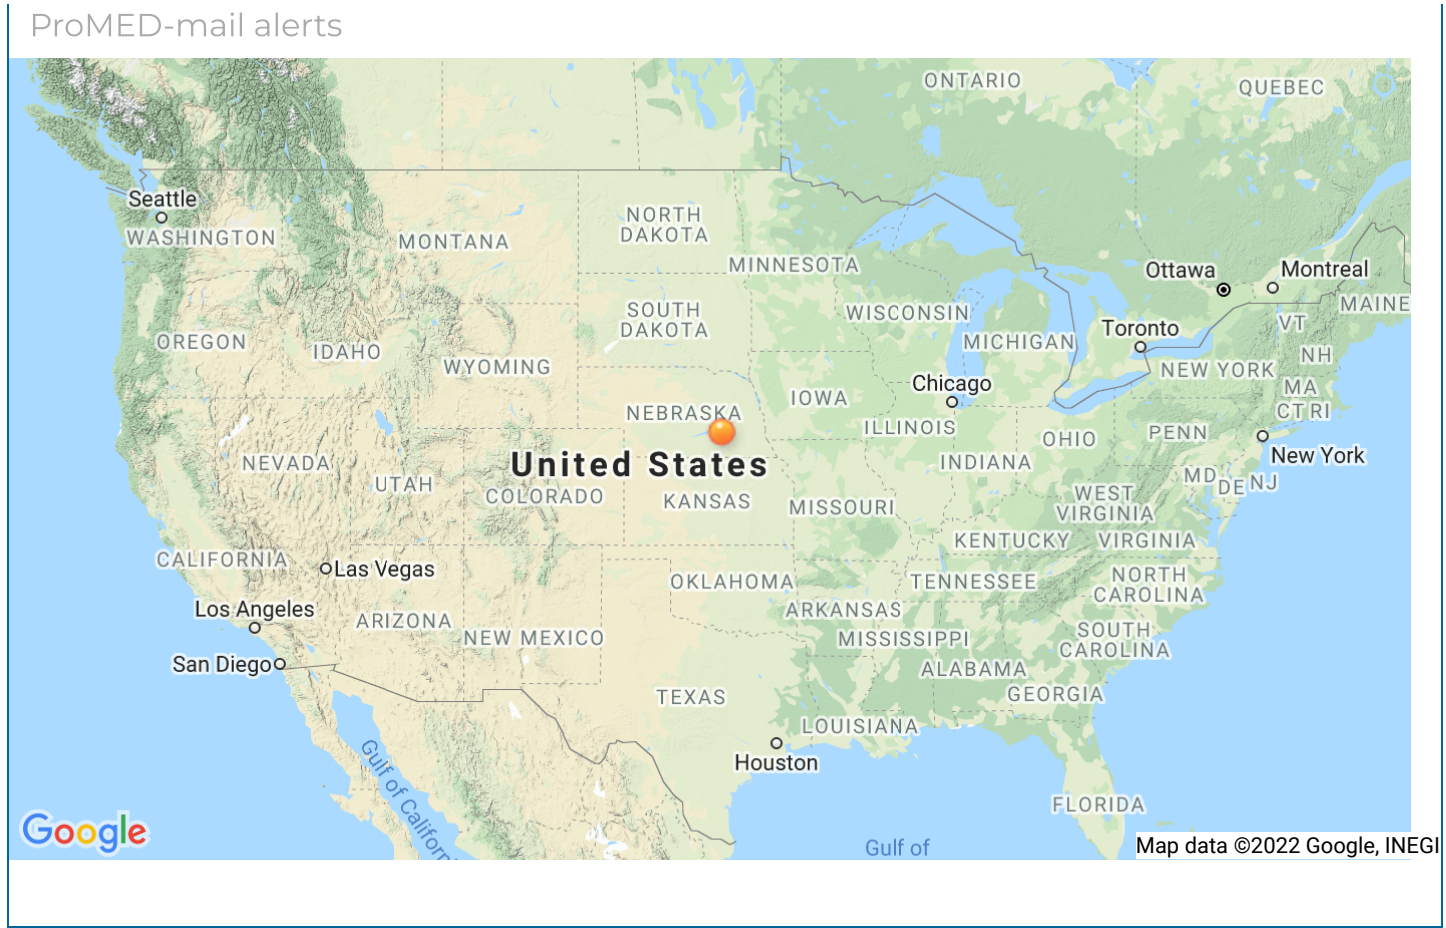 ProMED-mail alerts
ONTARIO
QUEBEC
Seattle
WASHINGTON
MONTANA
NORTH
DAKOTA
MINNESOTA
Ottawa
Montreal
MAINE
OREGON
IDAHO
WYOMING
SOUTH
DAKOTA
WISCONSIN
MICHIGAN
Toronto
VT
NH
NEW YORK
MA
CT RI
Chicago
IOWA
NEBRASKA
ILLINOIS
OHIO
PENN
New York
NEVADA
UTAH
United States
COLORADO
KANSAS
MISSOURI
INDIANA
WEST
VIRGINIA
MD
DE
NJ
CALIFORNIA
Las Vegas
KENTUCKY
VIRGINIA
OKLAHOMA
TENNESSEE
NORTH
CAROLINA
Los Angeles
ARIZONA
NEW MEXICO
ARKANSAS
MISSISSIPPI
SOUTH
CAROLINA
San Diego
ALABAMA
GEORGIA
TEXAS
LOUISIANA
Houston
Gulf of Californ
FLORIDA
Gulf of
Google
Map data ©2022 Google, INEGI